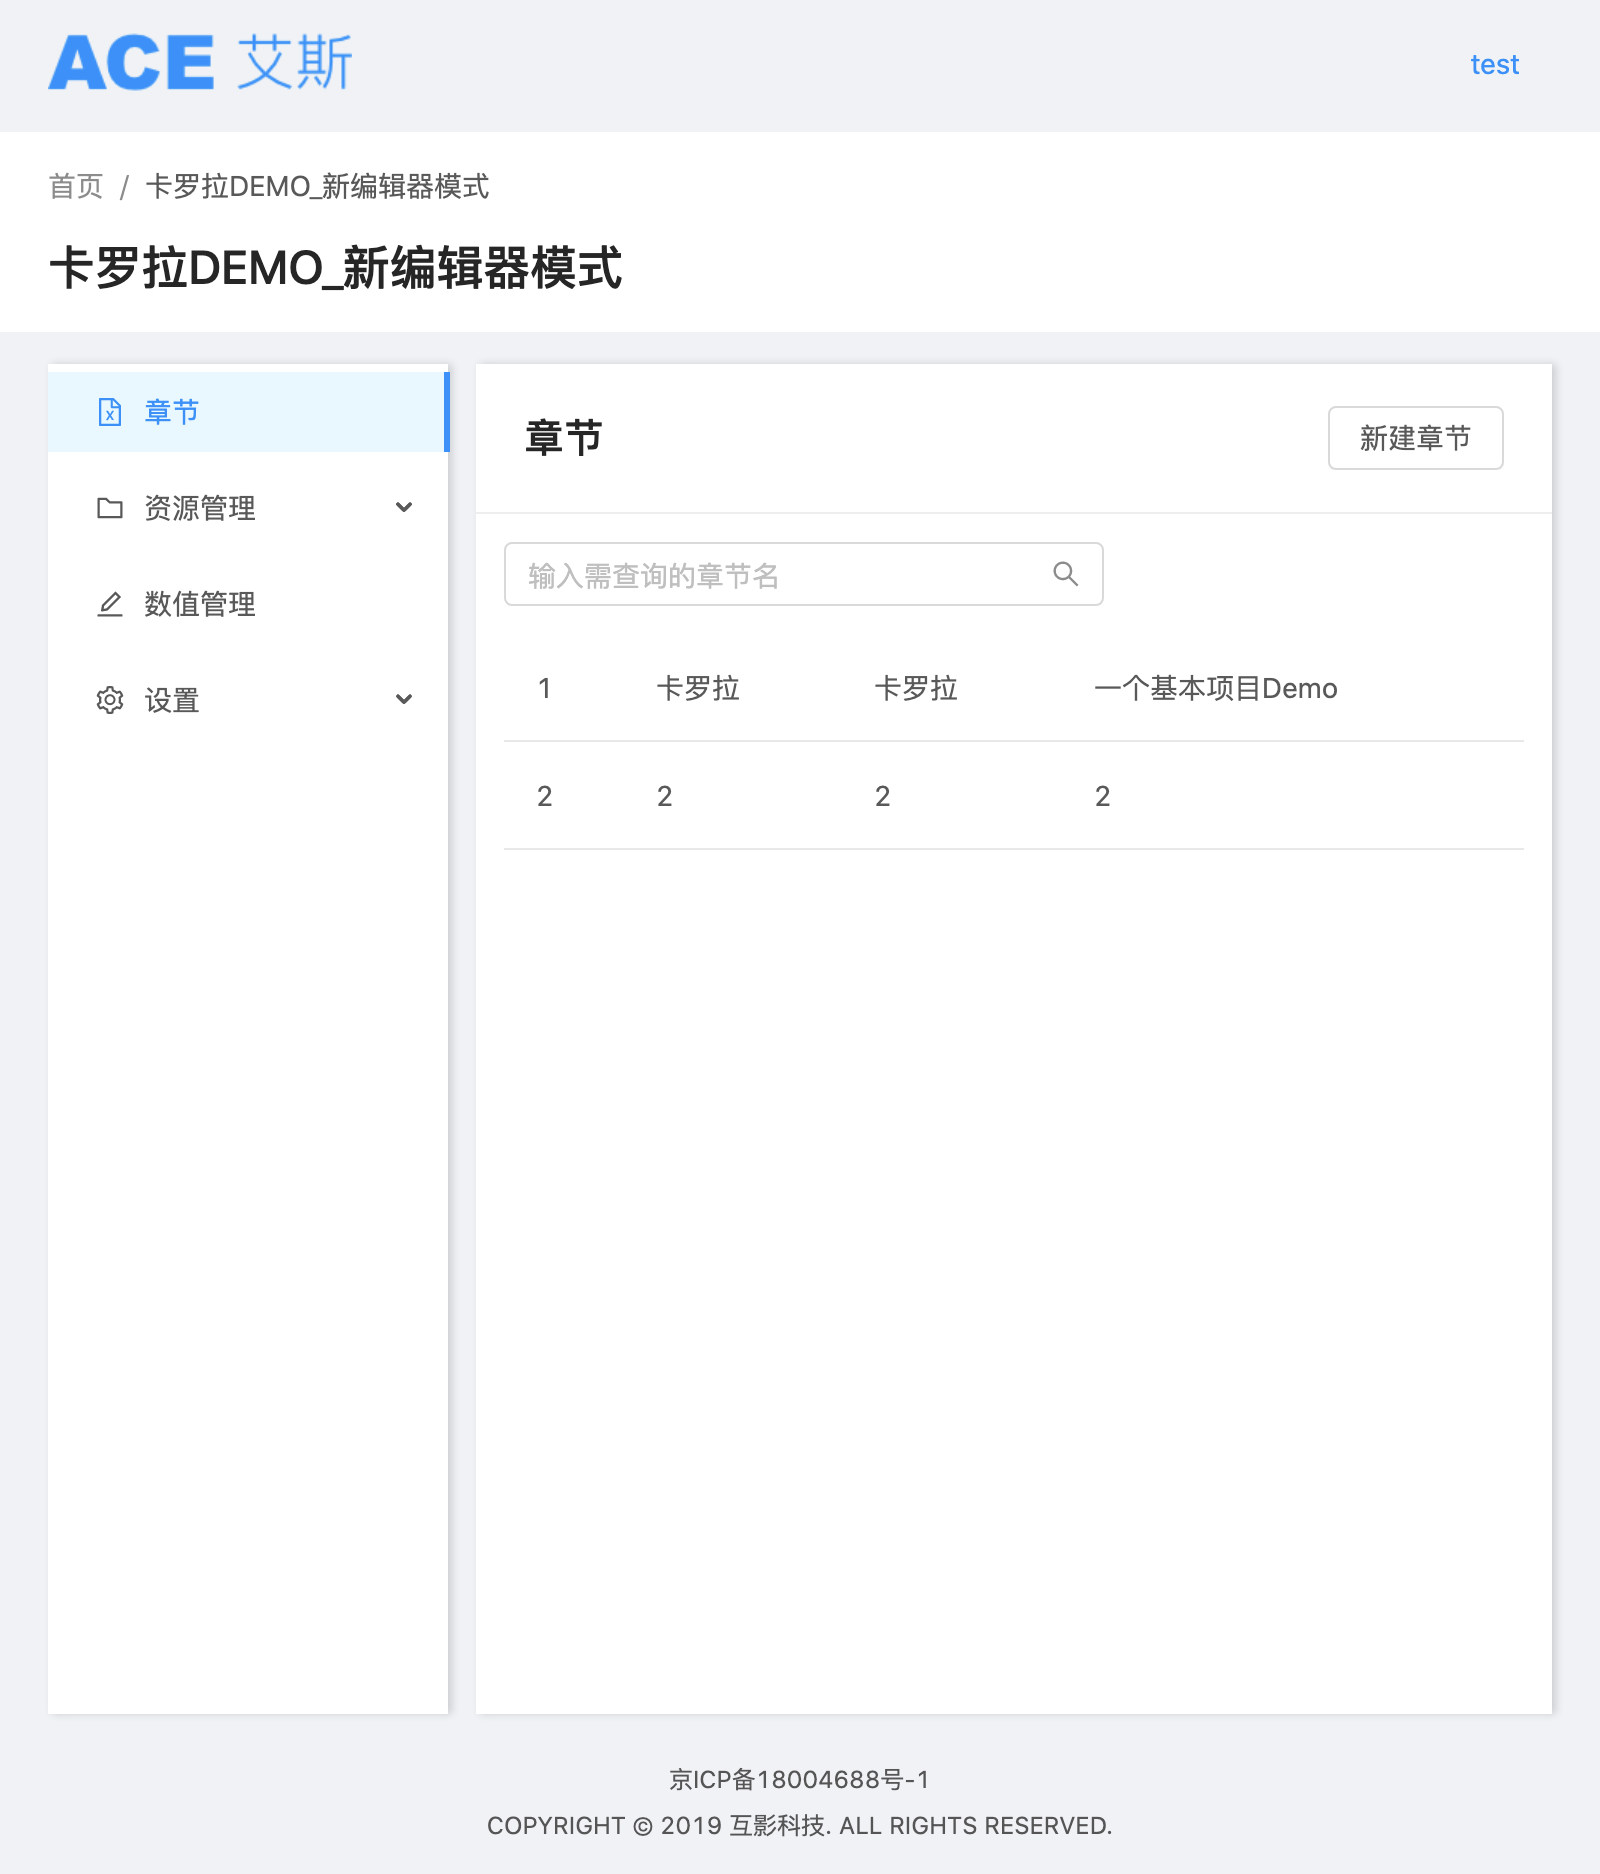 ACE 艾斯
test
首页 / 卡罗拉DEMO_新编辑器模式
卡罗拉DEMO_新编辑器模式
章节
资源管理
数值管理
设置
章节
新建章节
输入需查询的章节名
1 卡罗拉 卡罗拉 一个基本项目Demo
2 2 2 2
京ICP备18004688号-1
COPYRIGHT © 2019 互影科技. ALL RIGHTS RESERVED.